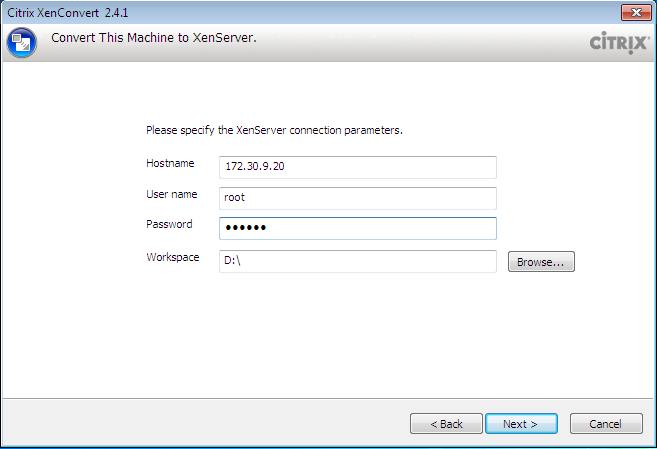 Citrix XenConvert 2.4.1
Convert This Machine to XenServer.
CITRIX
Please specify the XenServer connection parameters.
Hostname 172.30.9.20
User name root
Password ••••••
Workspace D:\ Browse...
< Back Next > Cancel